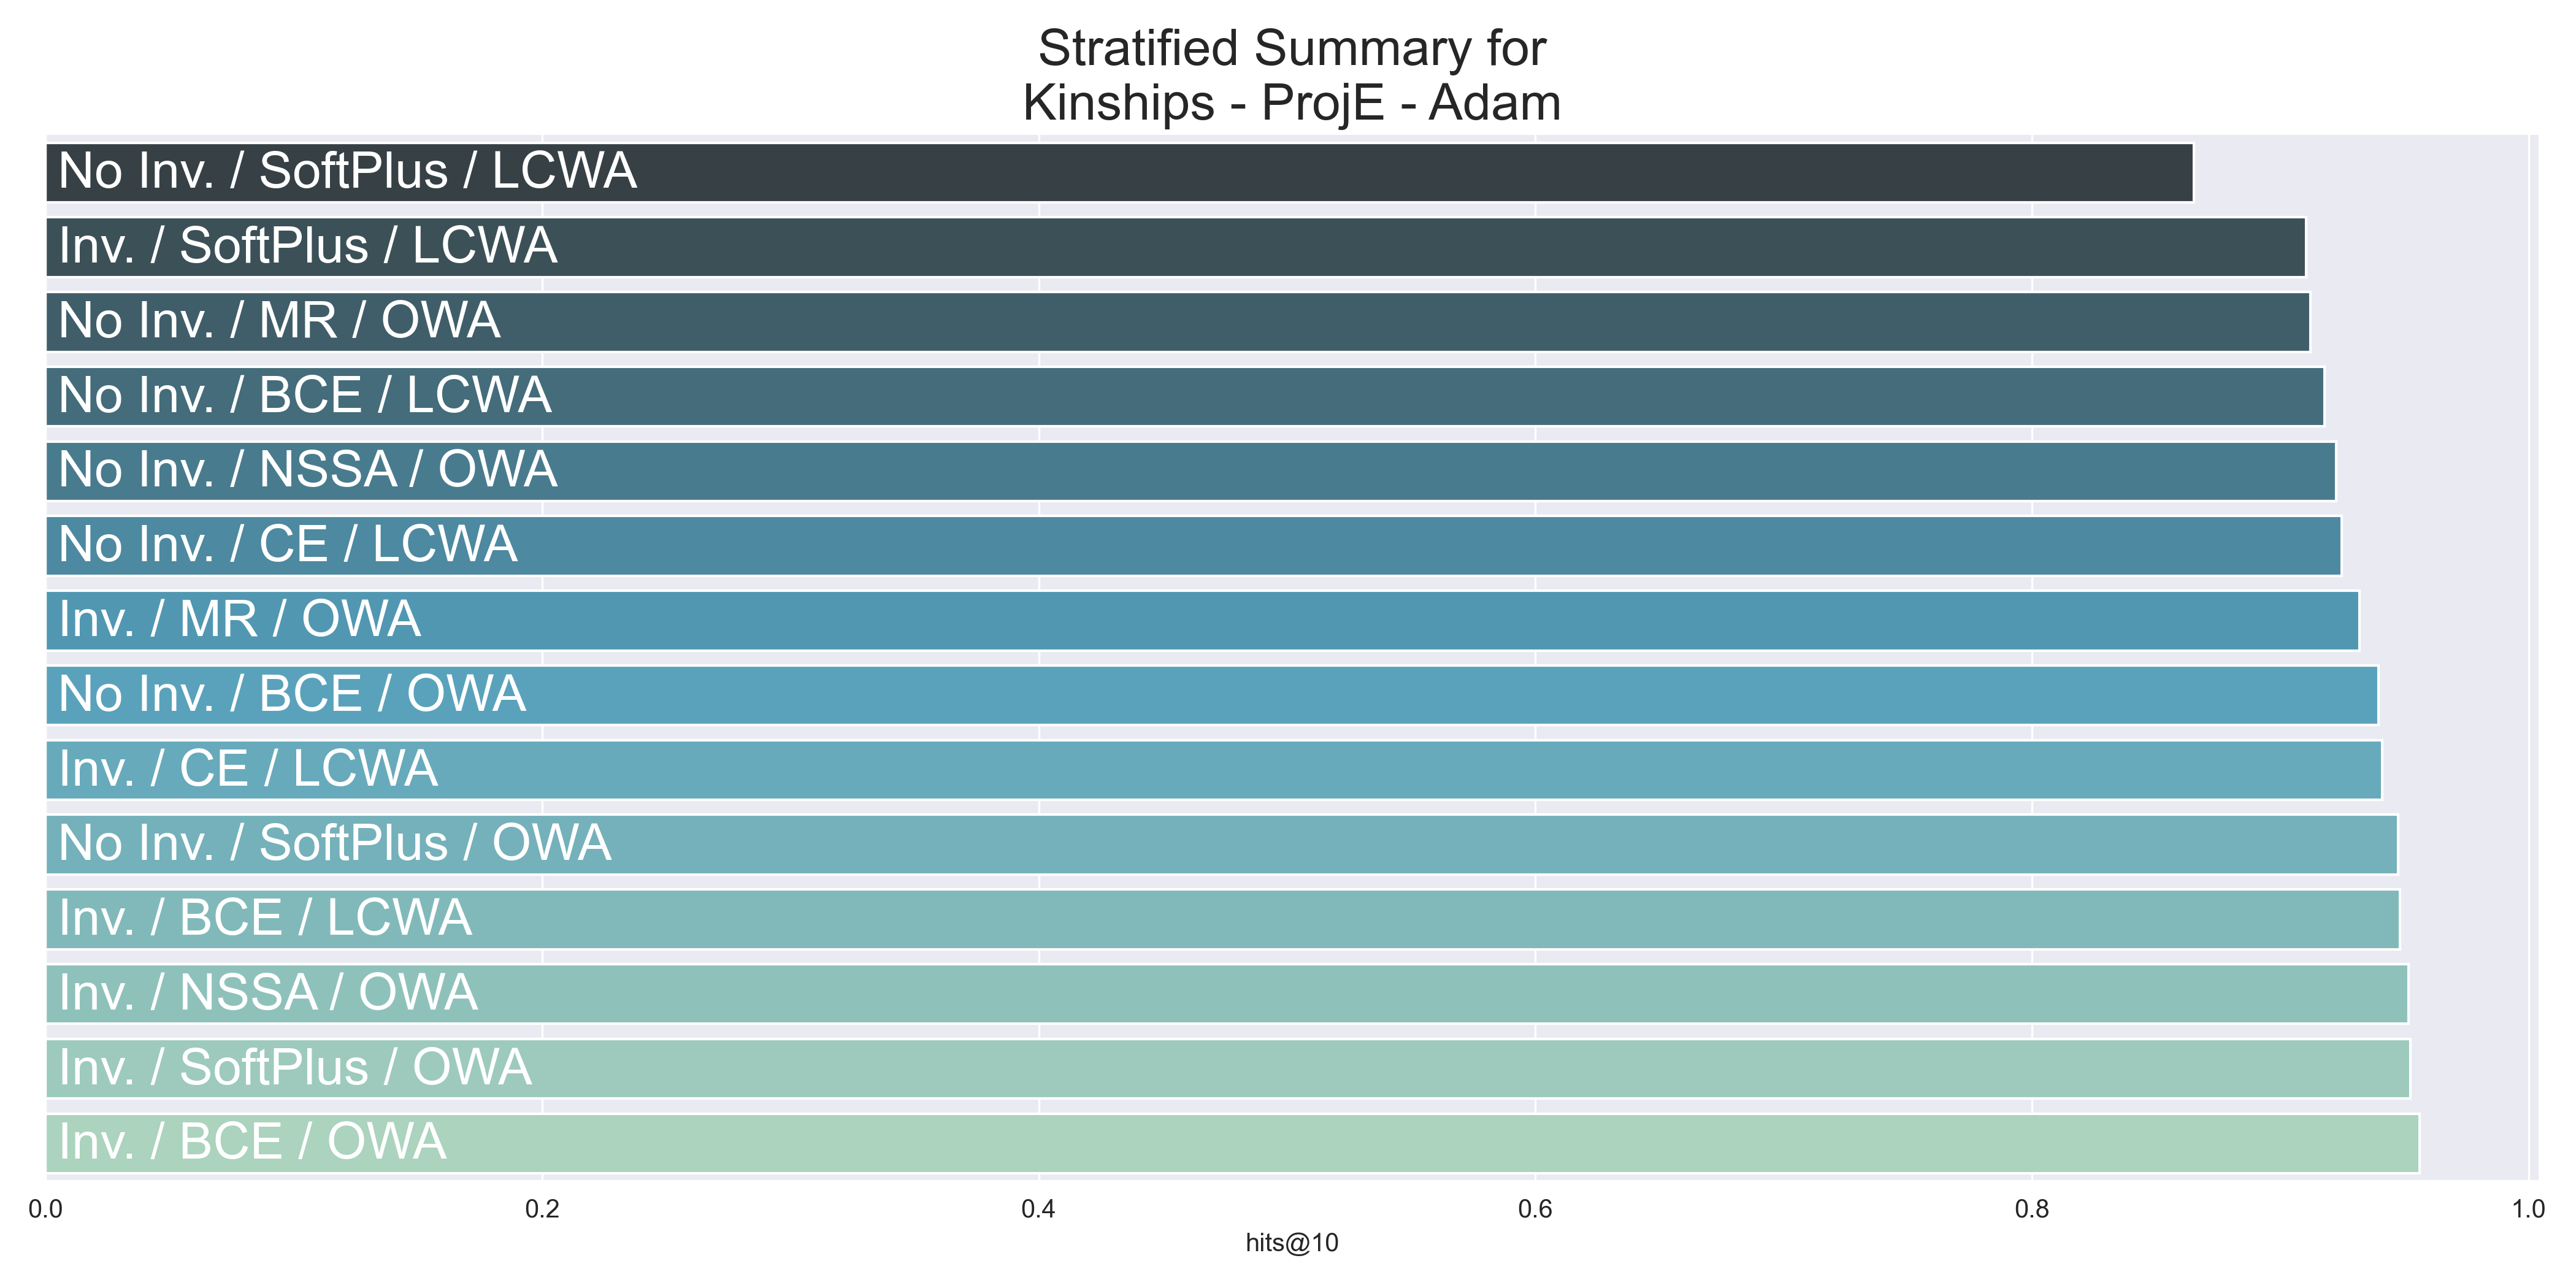 Stratified Summary for
Kinships - ProjE - Adam
No Inv. / SoftPlus / LCWA
Inv. / SoftPlus / LCWA
No Inv. / MR / OWA
No Inv. / BCE / LCWA
No Inv. / NSSA / OWA
No Inv. / CE / LCWA
Inv. / MR / OWA
No Inv. / BCE / OWA
Inv. / CE / LCWA
No Inv. / SoftPlus / OWA
Inv. / BCE / LCWA
Inv. / NSSA / OWA
Inv. / SoftPlus / OWA
Inv. / BCE / OWA
0.0 0.2 0.4 0.6 0.8 1.0
hits@10